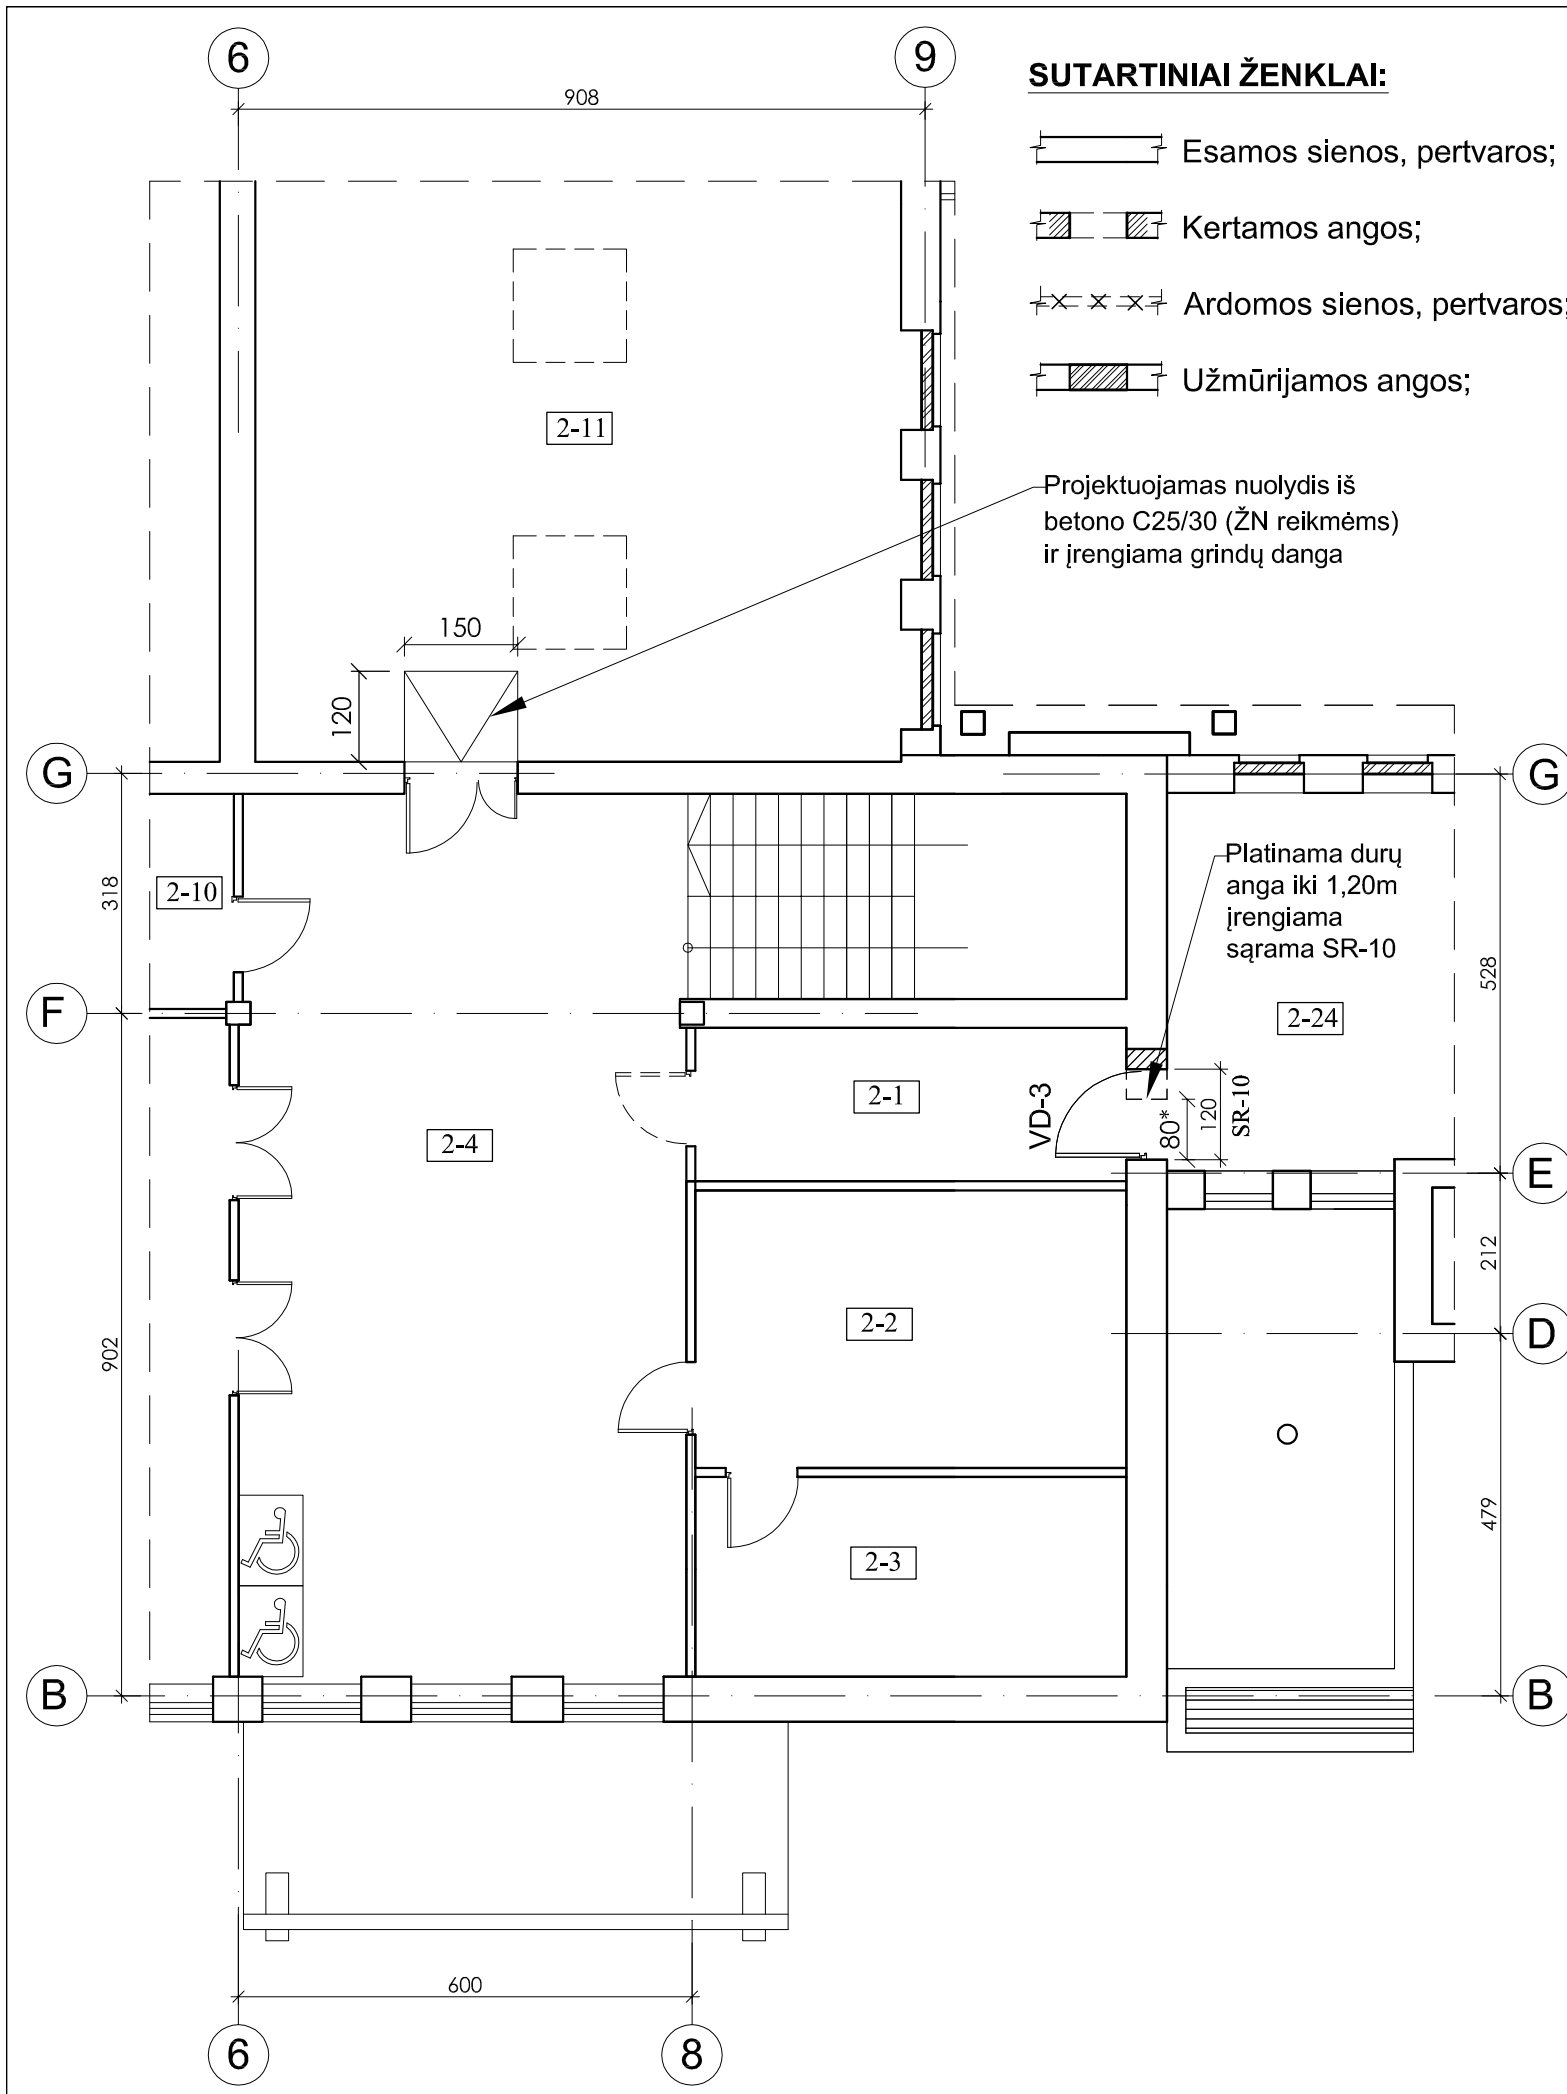 6
9
908
SUTARTINIAI ŽENKLAI:
Esamos sienos, pertvaros;
Kertamos angos;
Ardomos sienos, pertvaros;
Užmūrijamos angos;
2-11
Projektuojamas nuolydis iš
betono C25/30 (ŽN reikmėms)
ir įrengiama grindų danga
150
120
G
G
Platinama durų
anga iki 1,20m
įrengiama
sąrama SR-10
318
2-10
528
F
2-24
2-1
VD-3
80*
120
SR-10
2-4
E
212
2-2
D
902
479
2-3
B
B
600
6
8